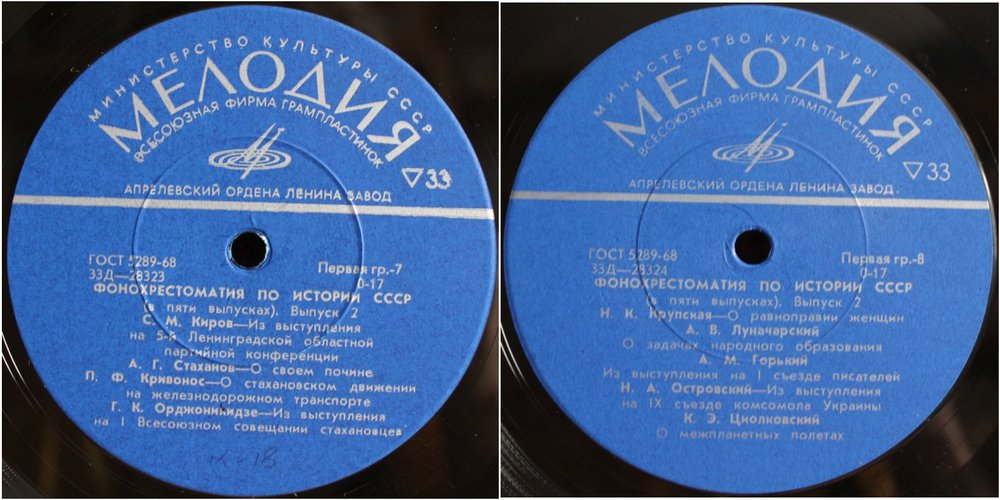 МИНИСТЕРСТВО КУЛЬТУРЫ СССР
МЕЛОДИЯ
ВСЕСОЮЗНАЯ ФИРМА ГРАМПЛАСТИНОК
33
АПРЕЛЕВСКИЙ ОРДЕНА ЛЕНИНА ЗАВОД
ГОСТ 5289-68 Первая гр.-7
33Д—28323 0-17
ФОНОХРЕСТОМАТИЯ ПО ИСТОРИИ СССР
(в пяти выпусках). Выпуск 2
С. М. Киров—Из выступления
на 5-й Ленинградской областной
партийной конференции
А. Г. Стаханов—О своем почине
П. Ф. Кривонос—О стахановском движении
на железнодорожном транспорте
Г. К. Орджоникидзе—Из выступления
на I Всесоюзном совещании стахановцев
МИНИСТЕРСТВО КУЛЬТУРЫ СССР
МЕЛОДИЯ
ВСЕСОЮЗНАЯ ФИРМА ГРАМПЛАСТИНОК
33
АПРЕЛЕВСКИЙ ОРДЕНА ЛЕНИНА ЗАВОД.
ГОСТ 5289-68 Первая гр.-8
33Д—28324 0-17
ФОНОХРЕСТОМАТИЯ ПО ИСТОРИИ СССР
(в пяти выпусках). Выпуск 2
Н. К. Крупская—О равноправии женщин
А. В. Луначарский
О задачах народного образования
А. М. Горький
Из выступления на I съезде писателей
Н. А. Островский—Из выступления
на IX съезде комсомола Украины
К. Э. Циолковский
О межпланетных полетах